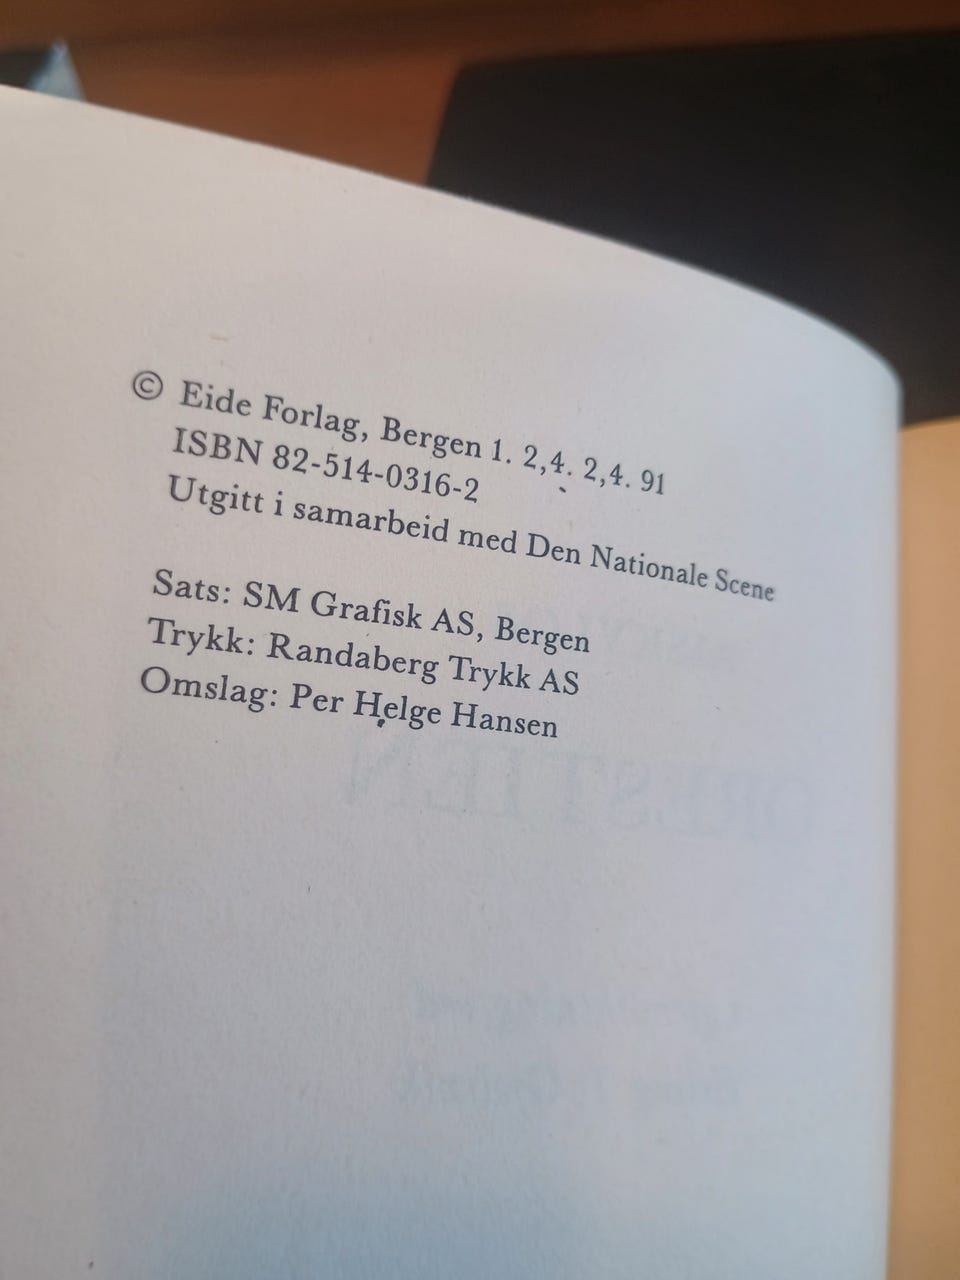 © Eide Forlag, Bergen 1. 2,4. 2,4. 91
ISBN 82-514-0316-2
Utgitt i samarbeid med Den Nationale Scene
Sats: SM Grafisk AS, Bergen
Trykk: Randaberg Trykk AS
Omslag: Per Helge Hansen
ORESTIEN